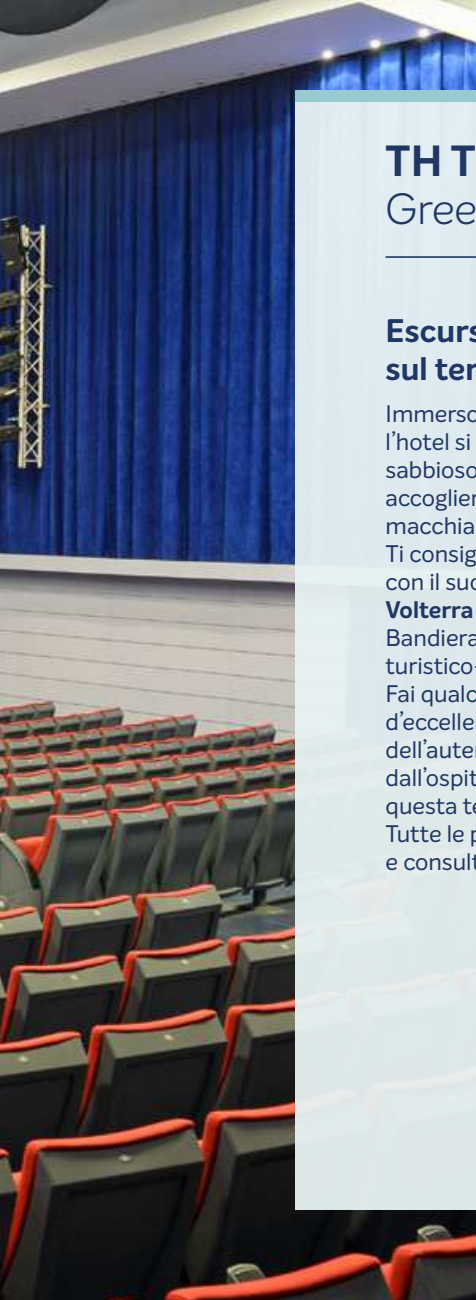 TH T
Gree
Escurs
sul ter
Immerso
l'hotel si
sabbioso
accoglien
macchia
Ti consig
con il suo
Volterra
Bandiera
turistico-
Fai qualc
d'eccelle
dell'auten
dall'ospit
questa te
Tutte le p
e consult